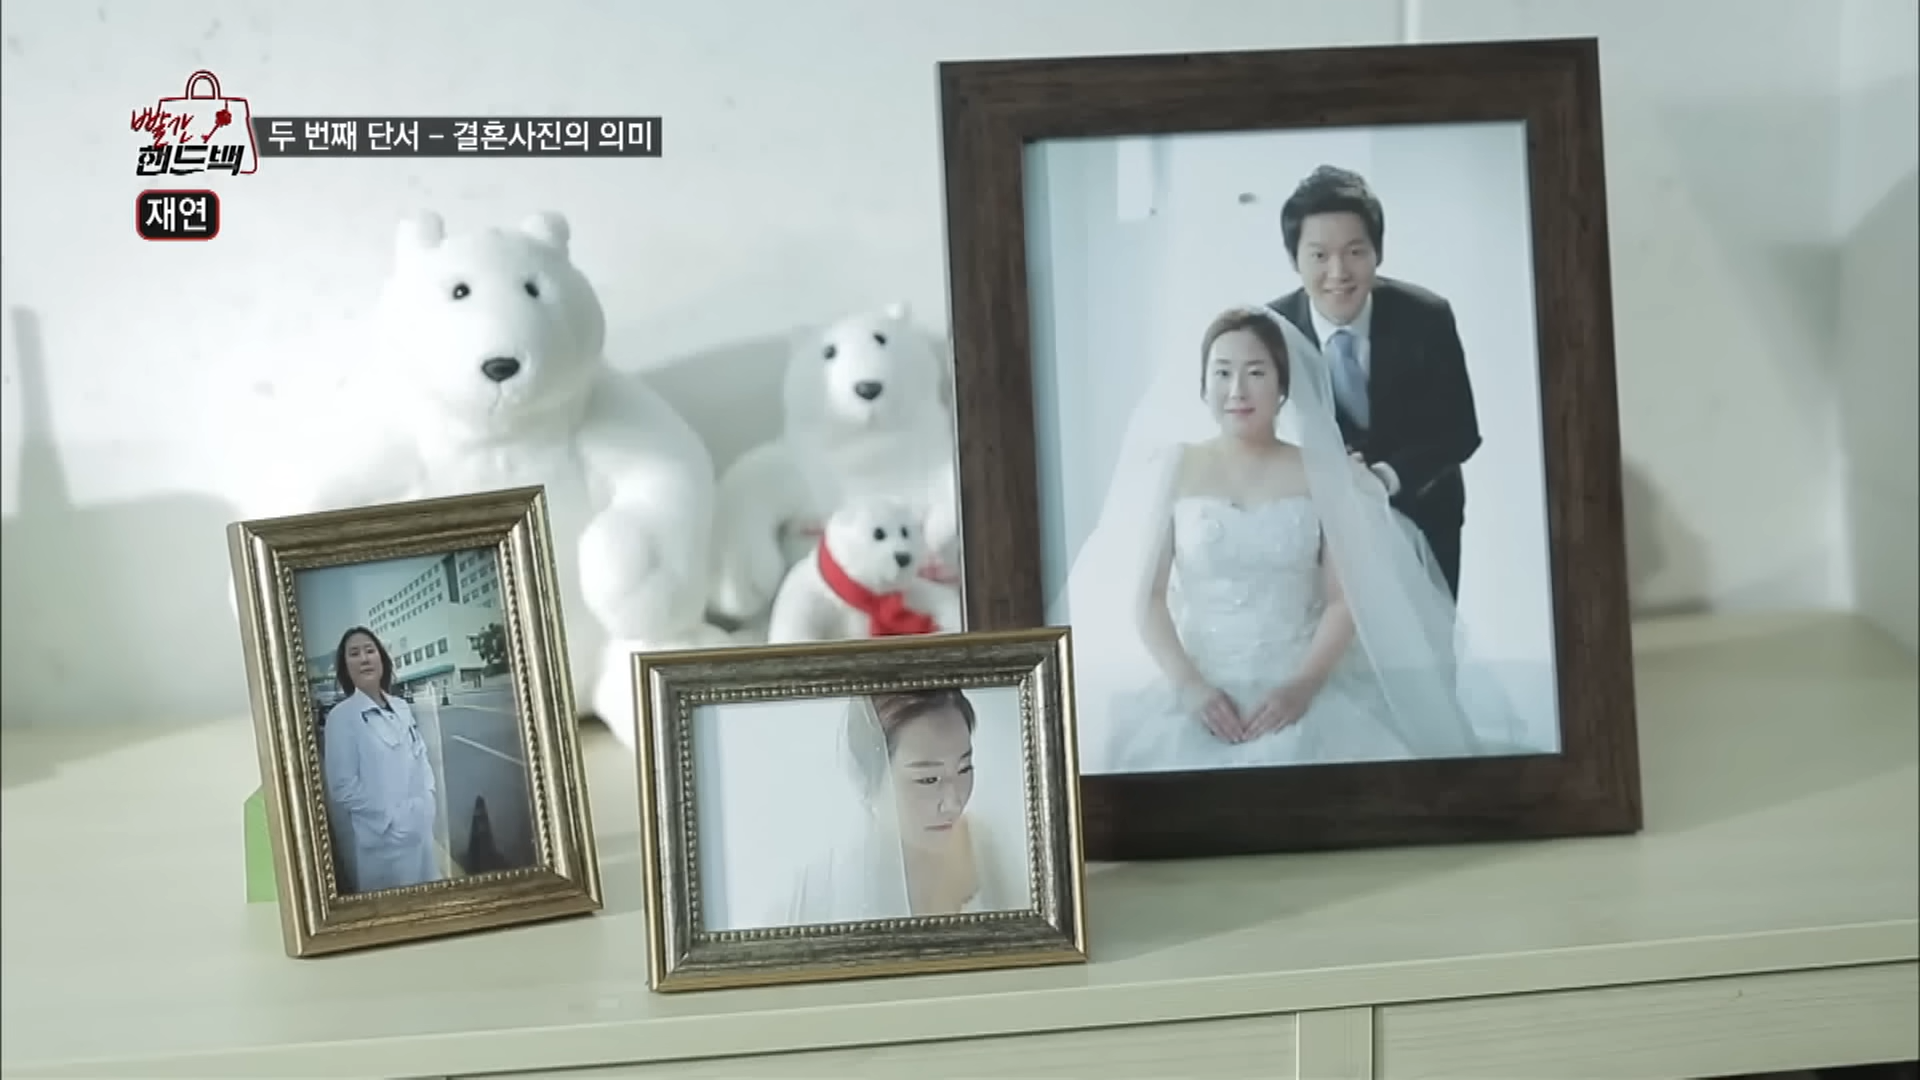 빨간
핸드백
두 번째 단서 - 결혼사진의 의미
재연